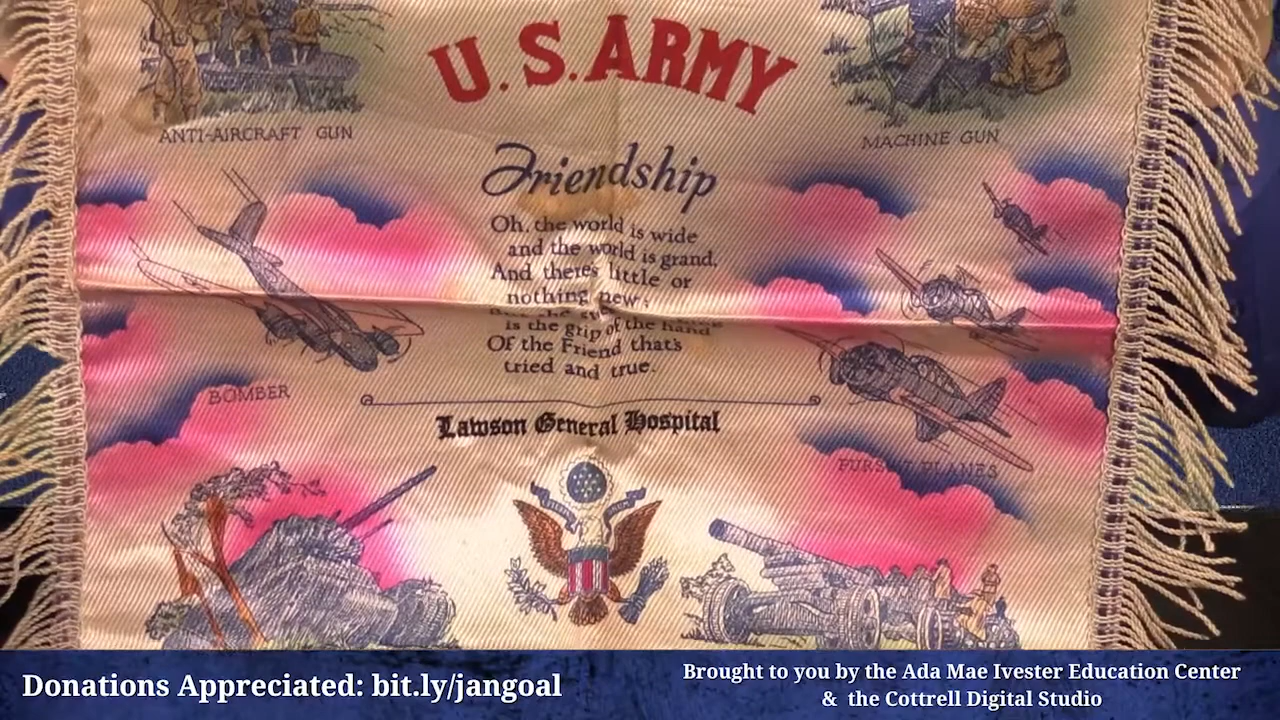 U.S. ARMY
ANTI-AIRCRAFT GUN
MACHINE GUN
Friendship
Oh, the world is wide
and the world is grand,
And there's little or
nothing new;
is the grip of the hand
Of the Friend that's
tried and true.
BOMBER
Lawson General Hospital
PLANES
Donations Appreciated: bit.ly/jangoal
Brought to you by the Ada Mae Ivester Education Center
& the Cottrell Digital Studio